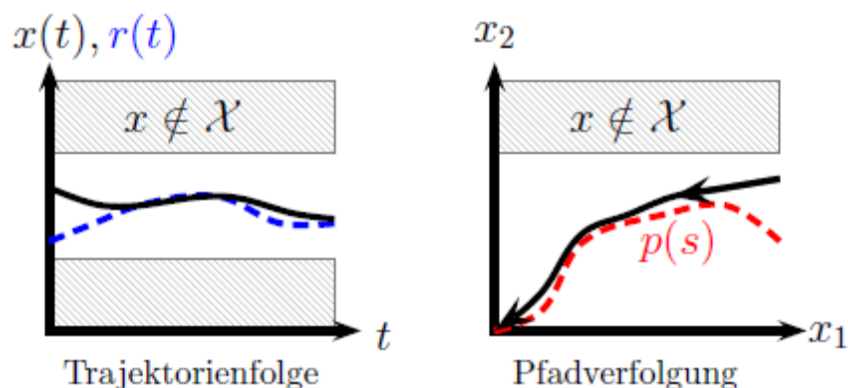 x(t), r(t)
x ∉ 𝒳
t
Trajektorienfolge
x₂
x ∉ 𝒳
p(s)
x₁
Pfadverfolgung